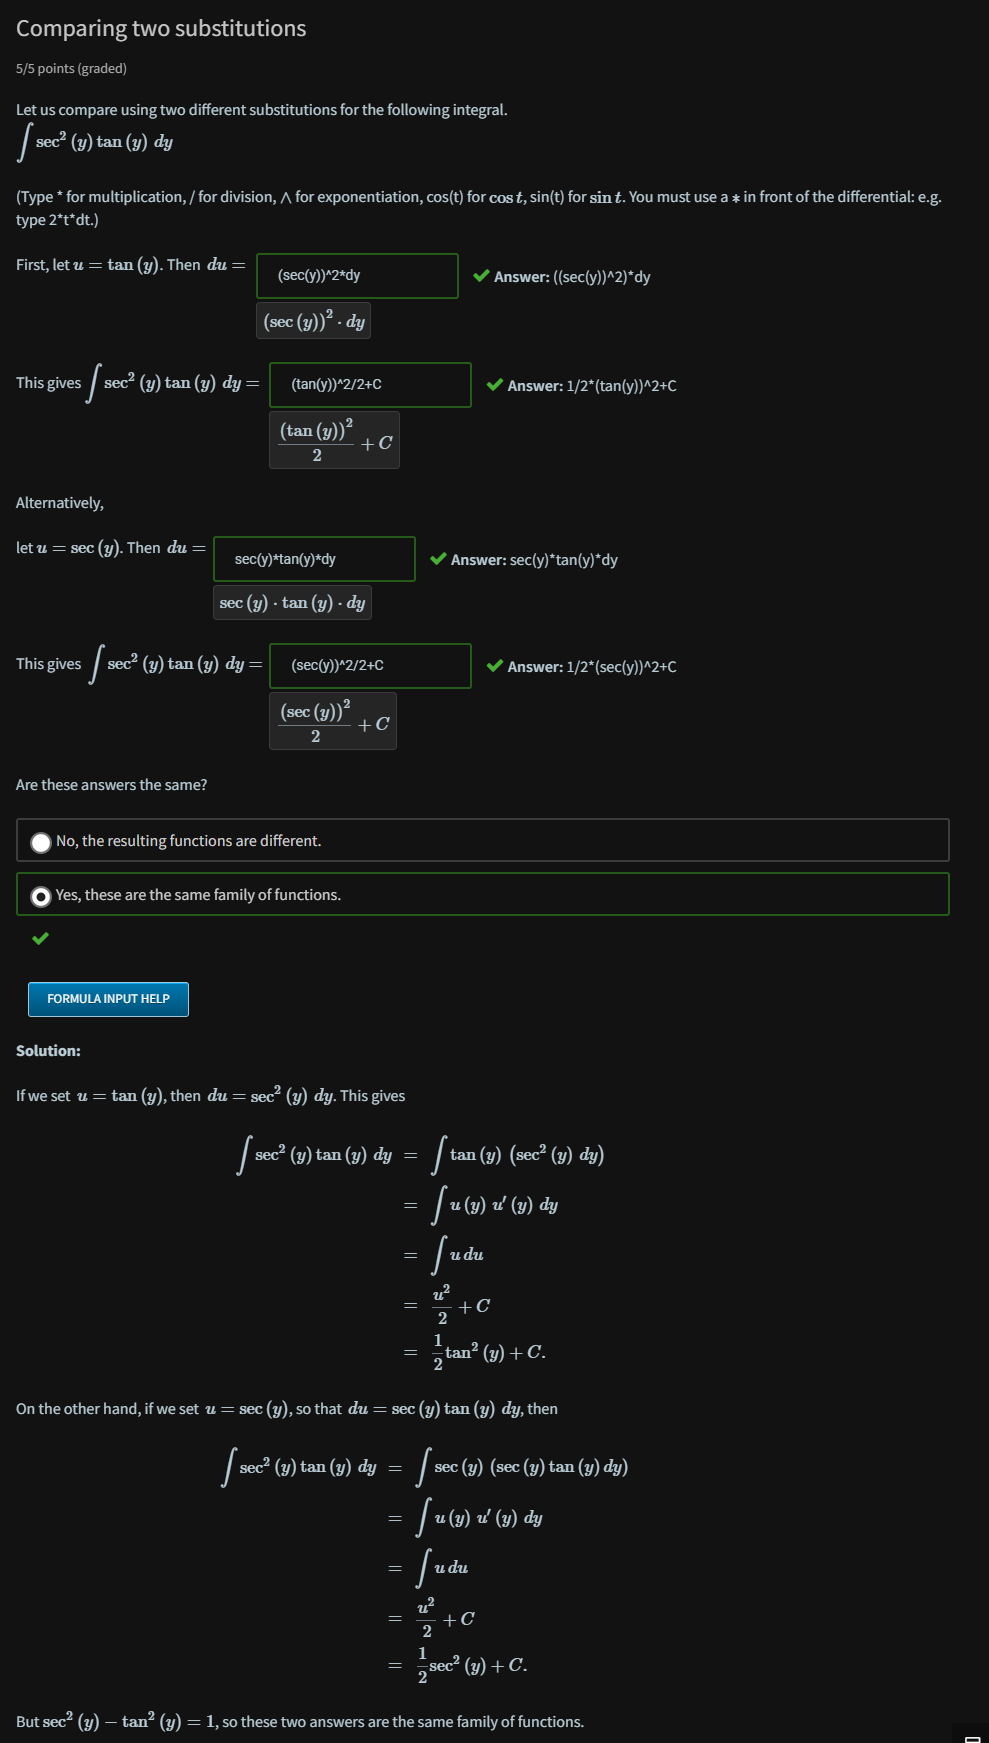 Comparing two substitutions
5/5 points (graded)
Let us compare using two different substitutions for the following integral.
∫ sec² (y) tan (y) dy
(Type * for multiplication, / for division, ∧ for exponentiation, cos(t) for cos t, sin(t) for sin t. You must use a * in front of the differential: e.g.
type 2*t*dt.)
First, let u = tan (y). Then du = (sec(y))^2*dy ✔ Answer: ((sec(y))^2)*dy
(sec (y))² · dy
This gives ∫ sec² (y) tan (y) dy = (tan(y))^2/2+C ✔ Answer: 1/2*(tan(y))^2+C
(tan (y))²/2 + C
Alternatively,
let u = sec (y). Then du = sec(y)*tan(y)*dy ✔ Answer: sec(y)*tan(y)*dy
sec (y) · tan (y) · dy
This gives ∫ sec² (y) tan (y) dy = (sec(y))^2/2+C ✔ Answer: 1/2*(sec(y))^2+C
(sec (y))²/2 + C
Are these answers the same?
No, the resulting functions are different.
Yes, these are the same family of functions.
✔
FORMULA INPUT HELP
Solution:
If we set u = tan (y), then du = sec² (y) dy. This gives
∫ sec² (y) tan (y) dy = ∫ tan (y) (sec² (y) dy)
= ∫ u (y) u′ (y) dy
= ∫ u du
= u²/2 + C
= 1/2 tan² (y) + C.
On the other hand, if we set u = sec (y), so that du = sec (y) tan (y) dy, then
∫ sec² (y) tan (y) dy = ∫ sec (y) (sec (y) tan (y) dy)
= ∫ u (y) u′ (y) dy
= ∫ u du
= u²/2 + C
= 1/2 sec² (y) + C.
But sec² (y) − tan² (y) = 1, so these two answers are the same family of functions.